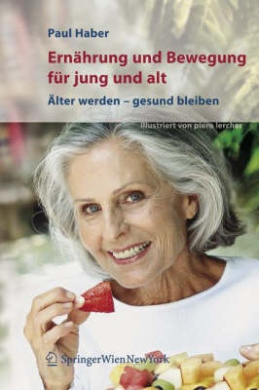 Paul Haber
Ernährung und Bewegung
für jung und alt
Älter werden – gesund bleiben
illustriert von piero lercher
SpringerWienNewYork